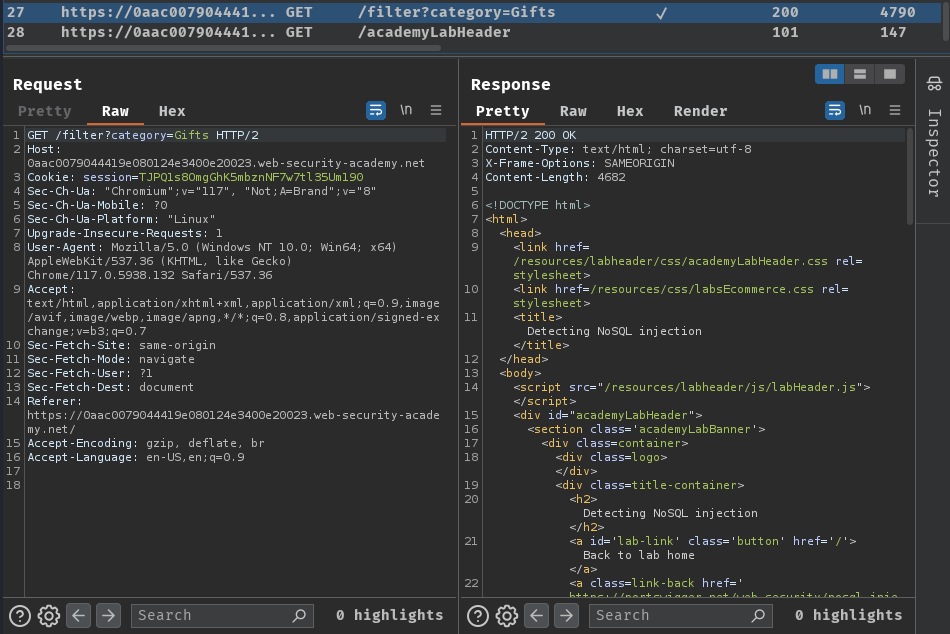 27 https://0aac007904441... GET /filter?category=Gifts ✓ 200 4790
28 https://0aac007904441... GET /academyLabHeader 101 147
Request
Pretty Raw Hex \n
1 GET /filter?category=Gifts HTTP/2
2 Host:
0aac0079044419e080124e3400e20023.web-security-academy.net
3 Cookie: session=TJPQ1s8OmgGhK5mbznNF7w7tl35Um190
4 Sec-Ch-Ua: "Chromium";v="117", "Not;A=Brand";v="8"
5 Sec-Ch-Ua-Mobile: ?0
6 Sec-Ch-Ua-Platform: "Linux"
7 Upgrade-Insecure-Requests: 1
8 User-Agent: Mozilla/5.0 (Windows NT 10.0; Win64; x64)
AppleWebKit/537.36 (KHTML, like Gecko)
Chrome/117.0.5938.132 Safari/537.36
9 Accept:
text/html,application/xhtml+xml,application/xml;q=0.9,image
/avif,image/webp,image/apng,*/*;q=0.8,application/signed-ex
change;v=b3;q=0.7
10 Sec-Fetch-Site: same-origin
11 Sec-Fetch-Mode: navigate
12 Sec-Fetch-User: ?1
13 Sec-Fetch-Dest: document
14 Referer:
https://0aac0079044419e080124e3400e20023.web-security-acade
my.net/
15 Accept-Encoding: gzip, deflate, br
16 Accept-Language: en-US,en;q=0.9
17
18
Search 0 highlights
Response
Pretty Raw Hex Render \n
1 HTTP/2 200 OK
2 Content-Type: text/html; charset=utf-8
3 X-Frame-Options: SAMEORIGIN
4 Content-Length: 4682
5
6 <!DOCTYPE html>
7 <html>
8 <head>
9 <link href=
/resources/labheader/css/academyLabHeader.css rel=
stylesheet>
10 <link href=/resources/css/labsEcommerce.css rel=
stylesheet>
11 <title>
Detecting NoSQL injection
</title>
12 </head>
13 <body>
14 <script src="/resources/labheader/js/labHeader.js">
</script>
15 <div id="academyLabHeader">
16 <section class='academyLabBanner'>
17 <div class=container>
18 <div class=logo>
</div>
19 <div class=title-container>
20 <h2>
Detecting NoSQL injection
</h2>
21 <a id='lab-link' class='button' href='/'>
Back to lab home
</a>
22 <a class=link-back href='
https://portswigger.net/web-security/nosql-inje
Search 0 highlights
Inspector